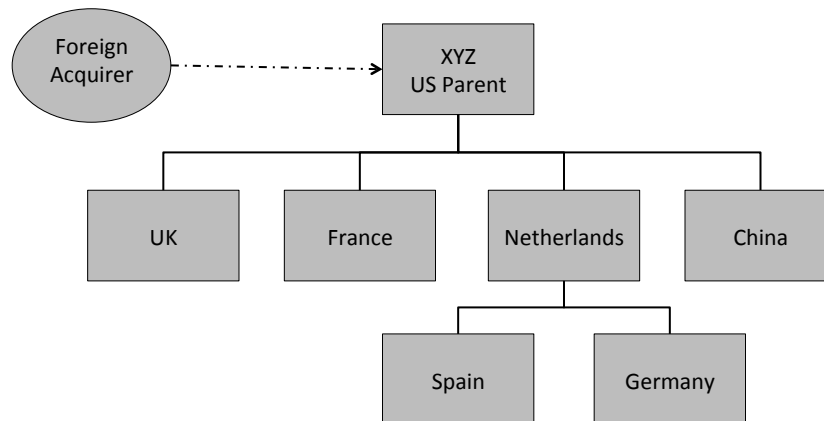 Foreign
Acquirer
XYZ
US Parent
UK
France
Netherlands
China
Spain
Germany